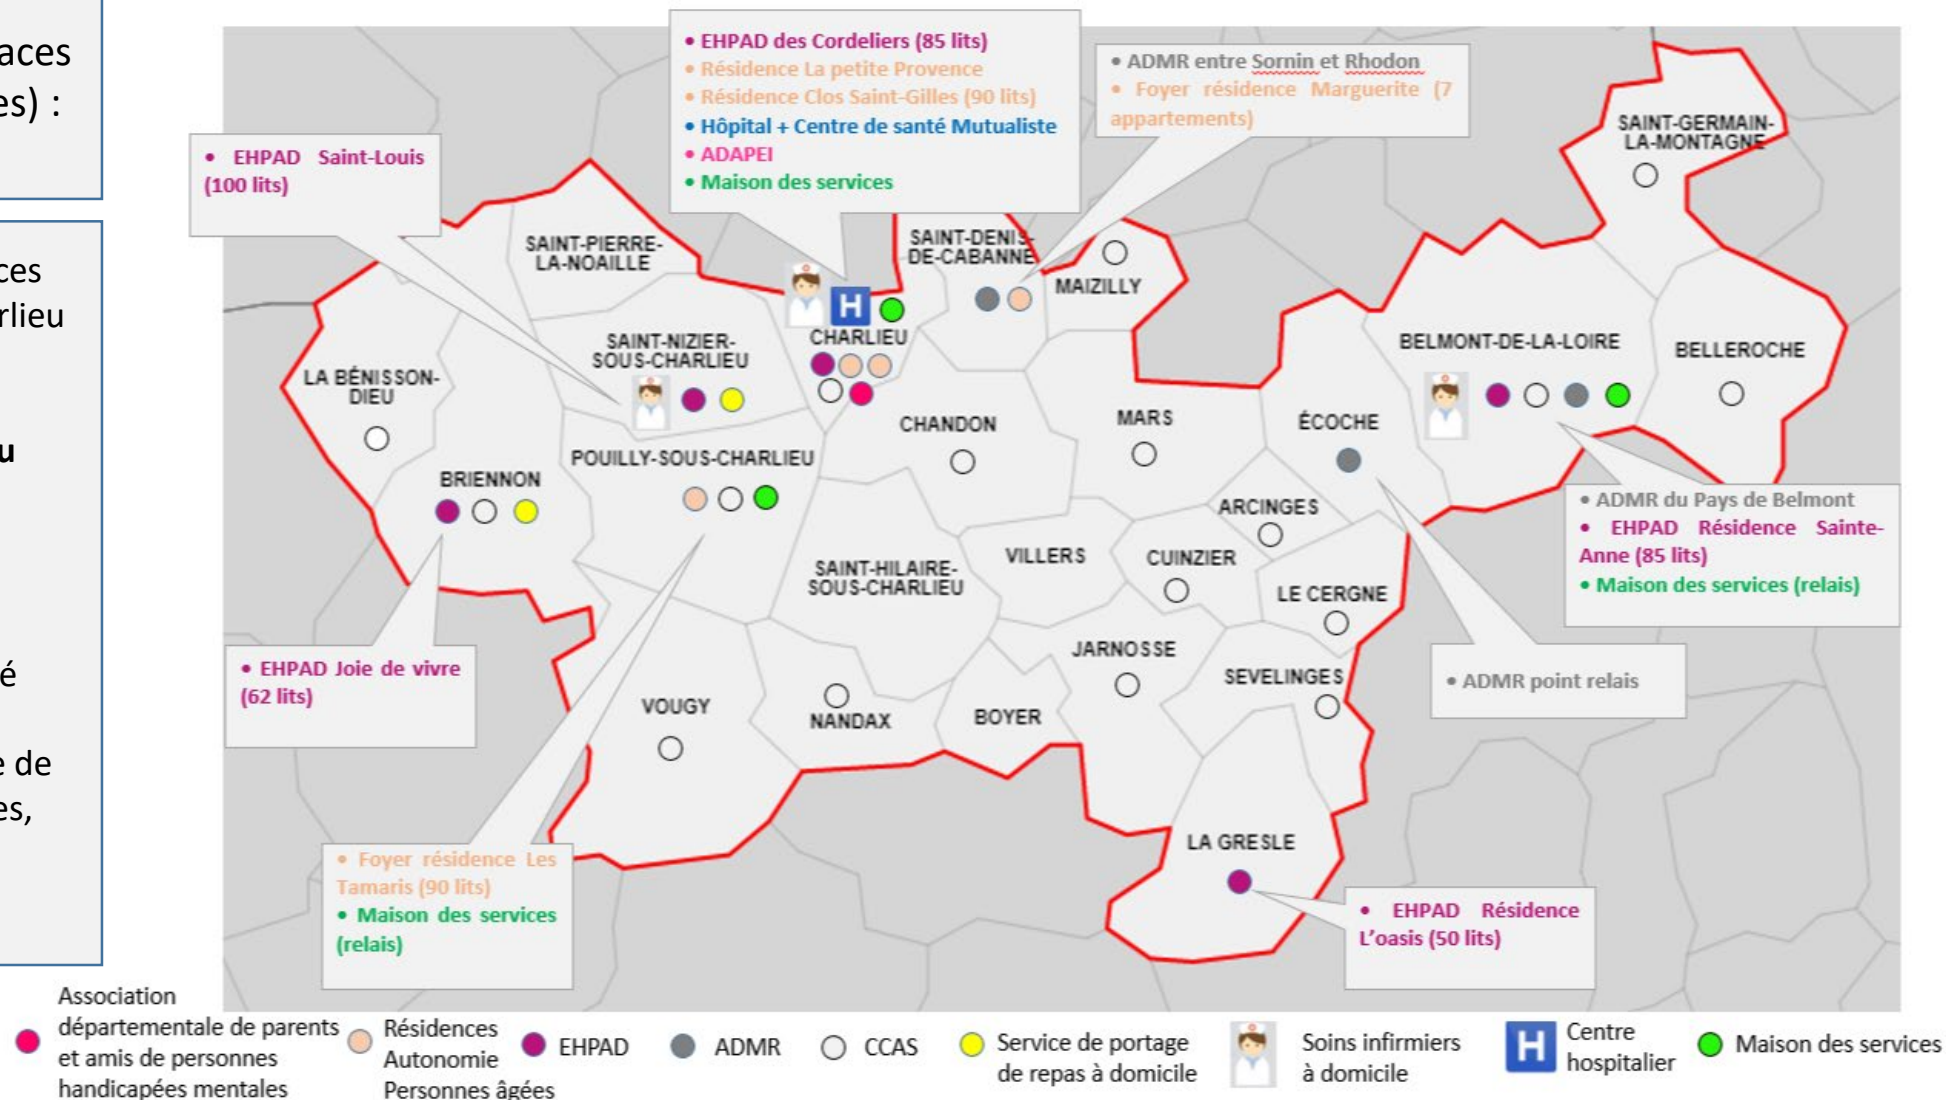 aces
es) :
ces
rlieu
u
é
e de
es,
• EHPAD des Cordeliers (85 lits)
• Résidence La petite Provence
• Résidence Clos Saint-Gilles (90 lits)
• Hôpital + Centre de santé Mutualiste
• ADAPEI
• Maison des services
• ADMR entre Sornin et Rhodon
• Foyer résidence Marguerite (7
appartements)
• EHPAD Saint-Louis
(100 lits)
SAINT-GERMAIN-
LA-MONTAGNE
SAINT-PIERRE-
LA-NOAILLE
SAINT-DENIS-
DE-CABANNE
MAIZILLY
H
CHARLIEU
SAINT-NIZIER-
SOUS-CHARLIEU
BELMONT-DE-LA-LOIRE
BELLEROCHE
LA BÉNISSON-
DIEU
CHANDON
MARS
ÉCOCHE
POUILLY-SOUS-CHARLIEU
BRIENNON
ARCINGES
• ADMR du Pays de Belmont
• EHPAD Résidence Sainte-
Anne (85 lits)
• Maison des services (relais)
VILLERS
CUINZIER
SAINT-HILAIRE-
SOUS-CHARLIEU
LE CERGNE
JARNOSSE
SEVELINGES
• EHPAD Joie de vivre
(62 lits)
• ADMR point relais
VOUGY
NANDAX
BOYER
LA GRESLE
• Foyer résidence Les
Tamaris (90 lits)
• Maison des services
(relais)
• EHPAD Résidence
L'oasis (50 lits)
Association
départementale de parents
et amis de personnes
handicapées mentales
Résidences
Autonomie
Personnes âgées
EHPAD
ADMR
CCAS
Service de portage
de repas à domicile
Soins infirmiers
à domicile
H
Centre
hospitalier
Maison des services